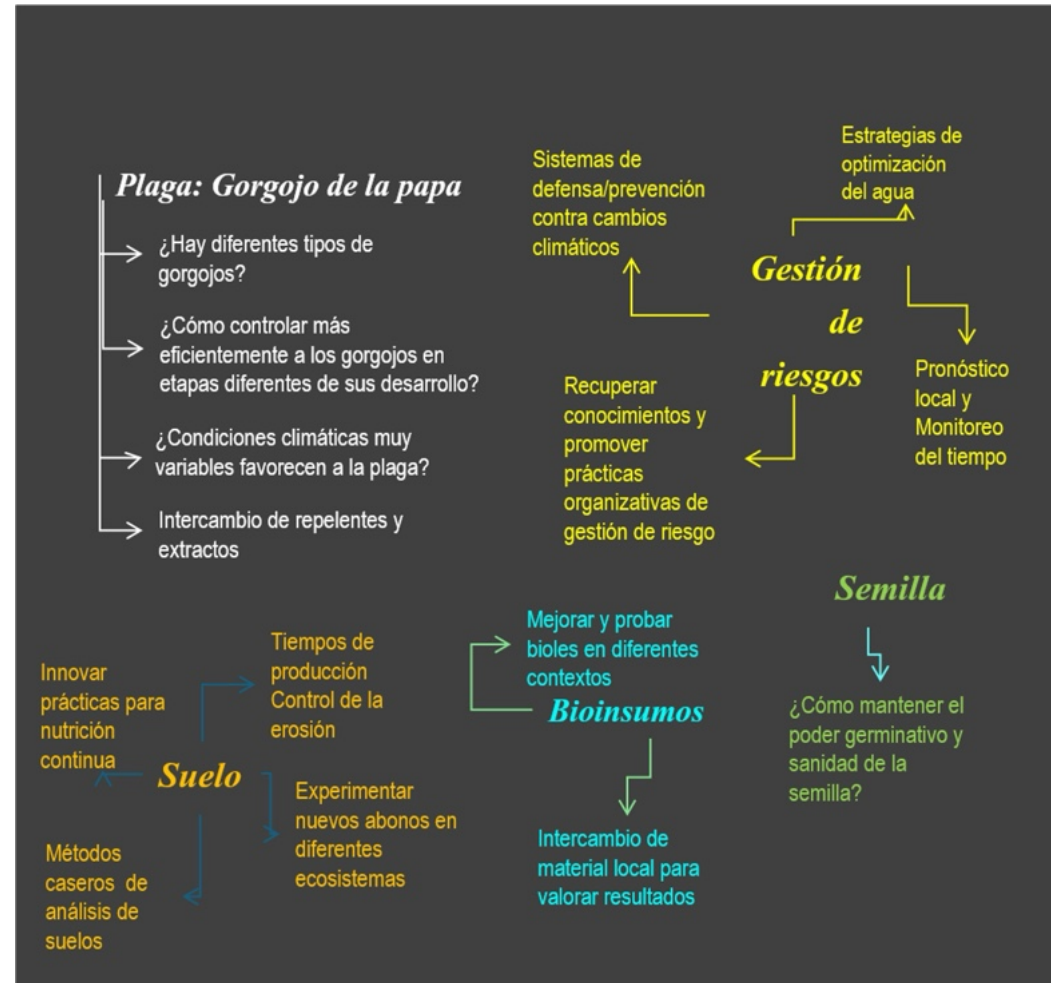 Plaga: Gorgojo de la papa
¿Hay diferentes tipos de
gorgojos?
¿Cómo controlar más
eficientemente a los gorgojos en
etapas diferentes de sus desarrollo?
¿Condiciones climáticas muy
variables favorecen a la plaga?
Intercambio de repelentes y
extractos
Sistemas de
defensa/prevención
contra cambios
climáticos
Estrategias de
optimización
del agua
Gestión
de
riesgos
Recuperar
conocimientos y
promover
prácticas
organizativas de
gestión de riesgo
Pronóstico
local y
Monitoreo
del tiempo
Innovar
prácticas para
nutrición
continua
Tiempos de
producción
Control de la
erosión
Suelo
Métodos
caseros de
análisis de
suelos
Experimentar
nuevos abonos en
diferentes
ecosistemas
Mejorar y probar
bioles en diferentes
contextos
Bioinsumos
Intercambio de
material local para
valorar resultados
Semilla
¿Cómo mantener el
poder germinativo y
sanidad de la
semilla?